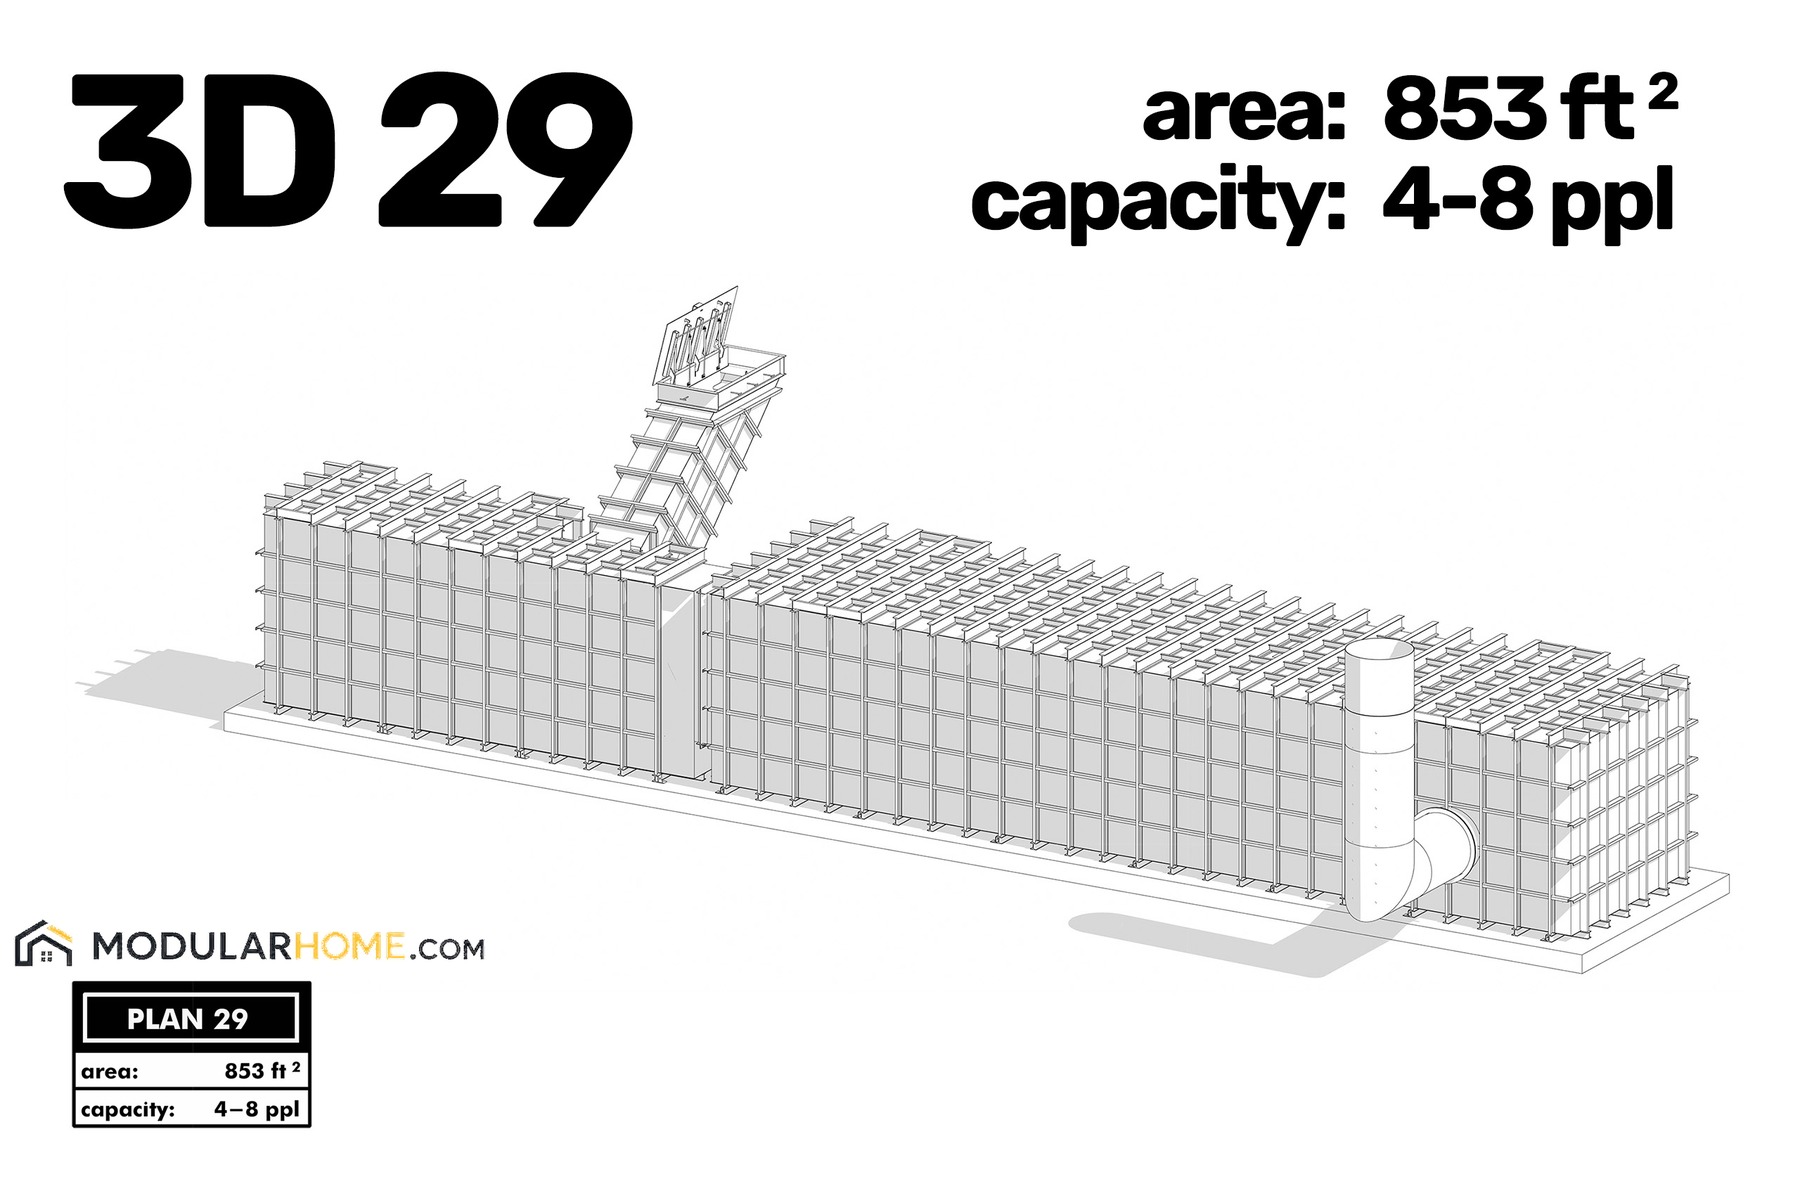 3D 29
area: 853 ft ²
capacity: 4-8 ppl
MODULARHOME.COM
PLAN 29
area: 853 ft ²
capacity: 4–8 ppl